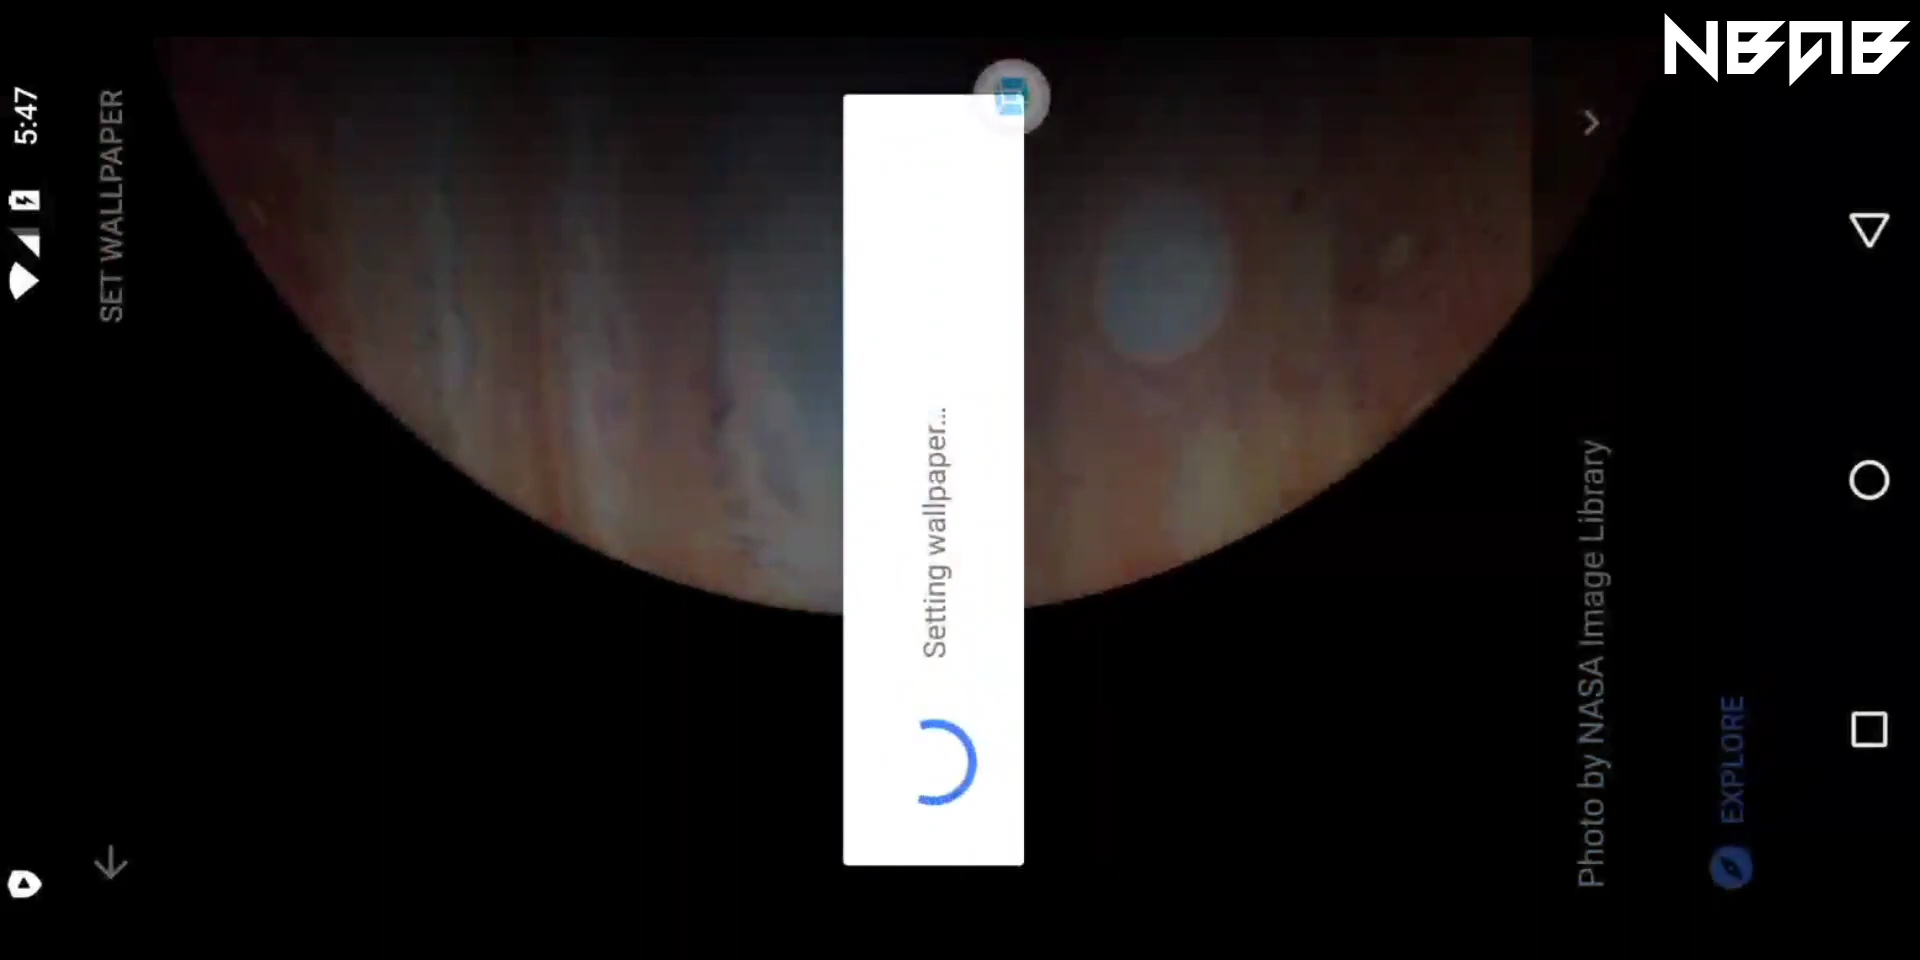 NBAB
5:47
SET WALLPAPER
Setting wallpaper...
Photo by NASA Image Library
EXPLORE